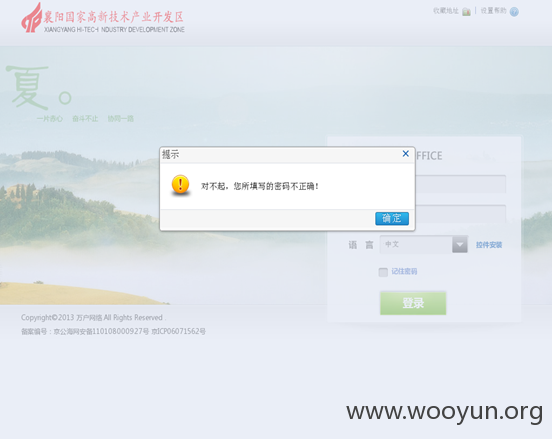 襄阳国家高新技术产业开发区
XIANGYANG HI-TECH INDUSTRY DEVELOPMENT ZONE
收藏地址 | 设置帮助
夏。
一片齐心 奋斗不止 协同一服
提示
对不起，您所填写的密码不正确！
确定
FFICE
语 言 中文 控件安装
记住密码
登录
Copyright©2013 万户网络 All Rights Reserved .
备案编号：京公海网安备110108000927号 京ICP06071562号
www.wooyun.org